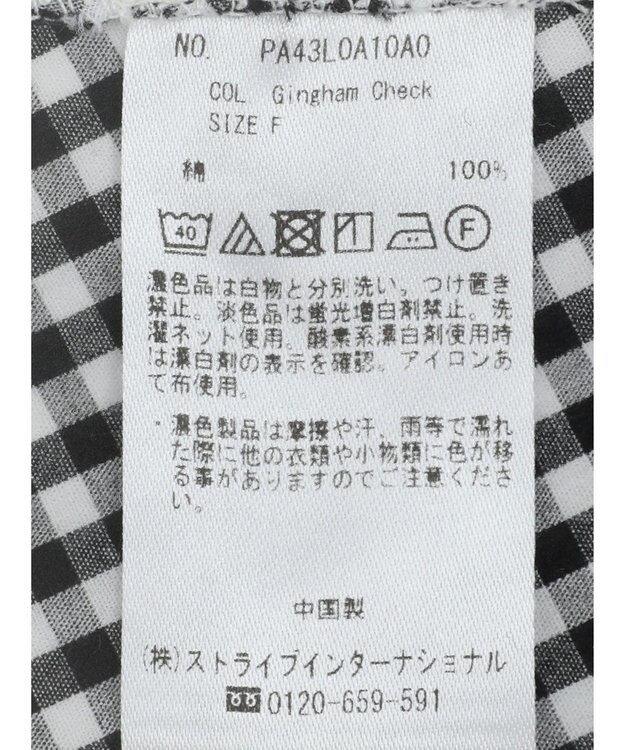 NO. PA43L0A10A0
COL Gingham Check
SIZE F
綿 100%
40 F
濃色品は白物と分別洗い。つけ置き
禁止。淡色品は蛍光増白剤禁止。洗
濯ネット使用。酸素系漂白剤使用時
は漂白剤の表示を確認。アイロンあ
て布使用。
・濃色製品は摩擦や汗、雨等で濡れ
た際に他の衣類や小物類に色が移
る事がありますのでご注意くださ
い。
中国製
(株)ストライプインターナショナル
0120-659-591